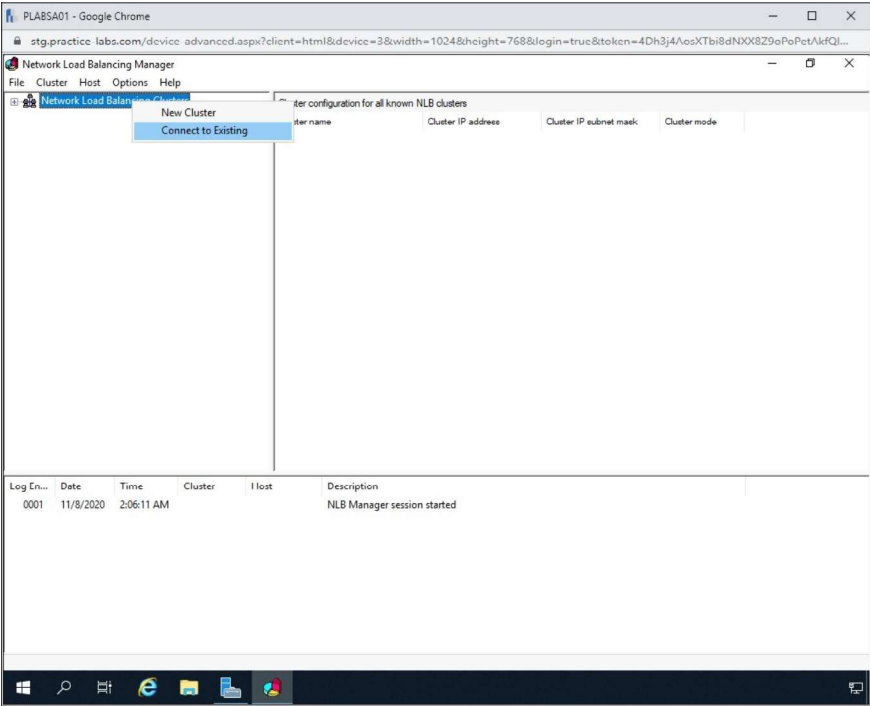 PLABSA01 - Google Chrome
stg.practice-labs.com/device-advanced.aspx?client=html&device=3&width=1024&height=768&login=true&token=
Network Load Balancing Manager
File Cluster Host Options Help
Network Load Balancing Clusters
New Cluster
Connect to Existing
ster configuration for all known NLB clusters
ster name Cluster IP address Cluster IP subnet mask Cluster mode
Log En... Date Time Cluster Host Description
0001 11/8/2020 2:06:11 AM NLB Manager session started